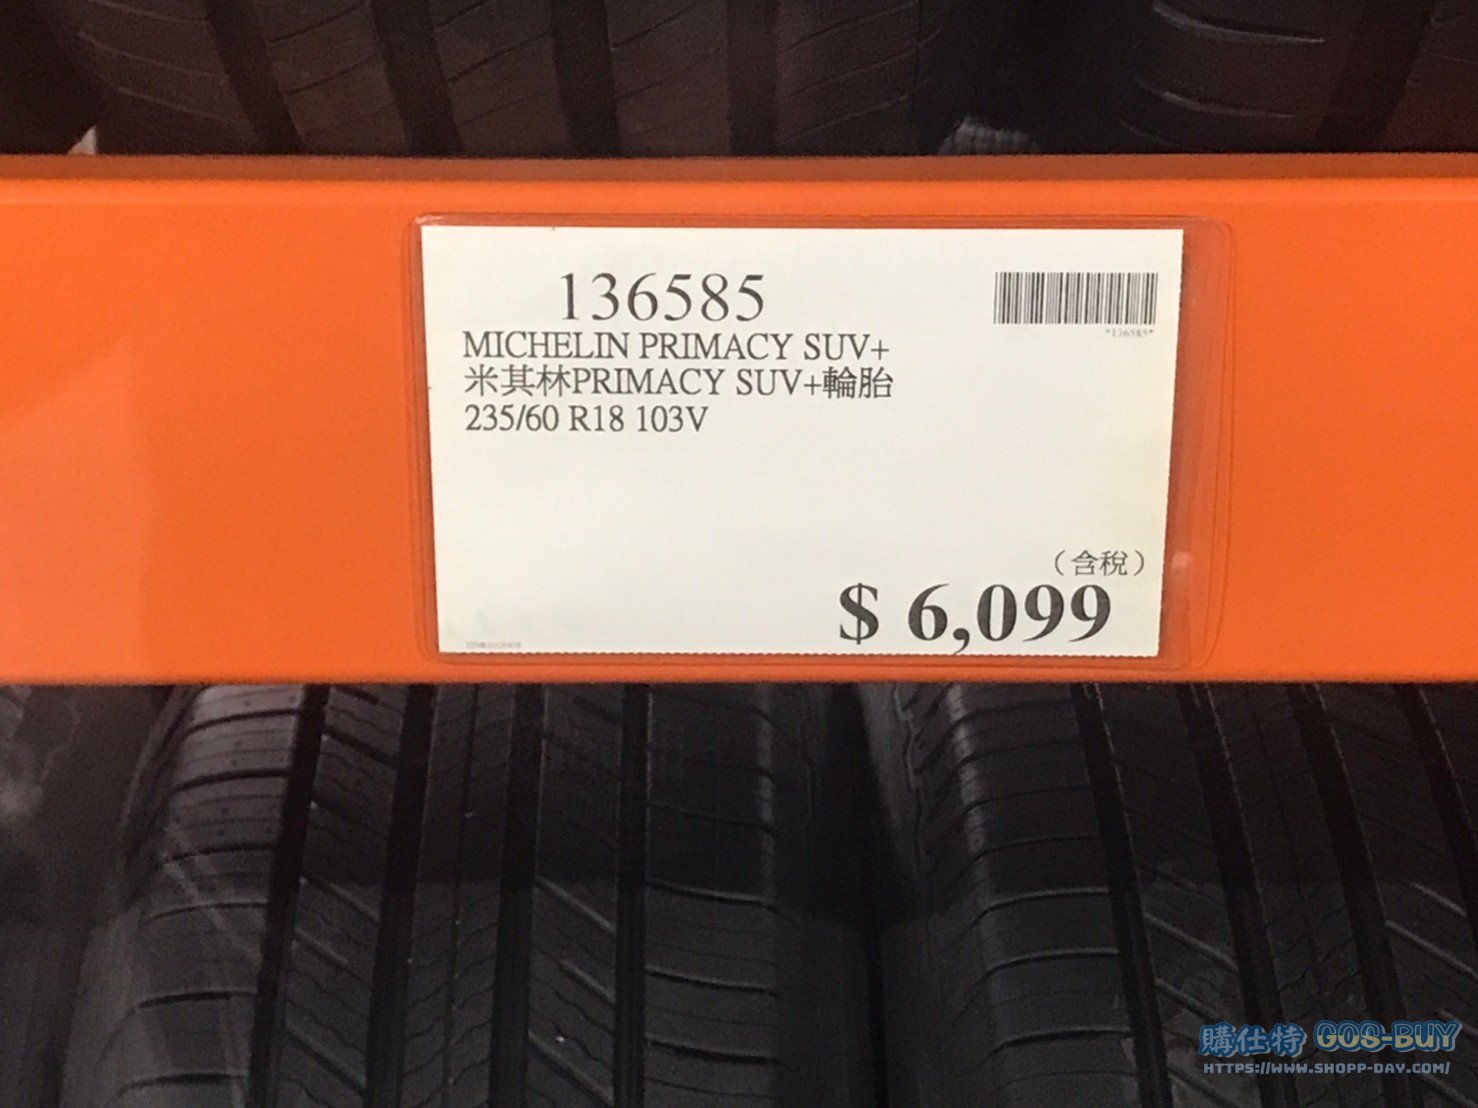 136585
*136585*
MICHELIN PRIMACY SUV+
米其林PRIMACY SUV+輪胎
235/60 R18 103V
（含稅）
$ 6,099
購仕特 GOS-BUY
HTTPS://WWW.SHOPP-DAY.COM/